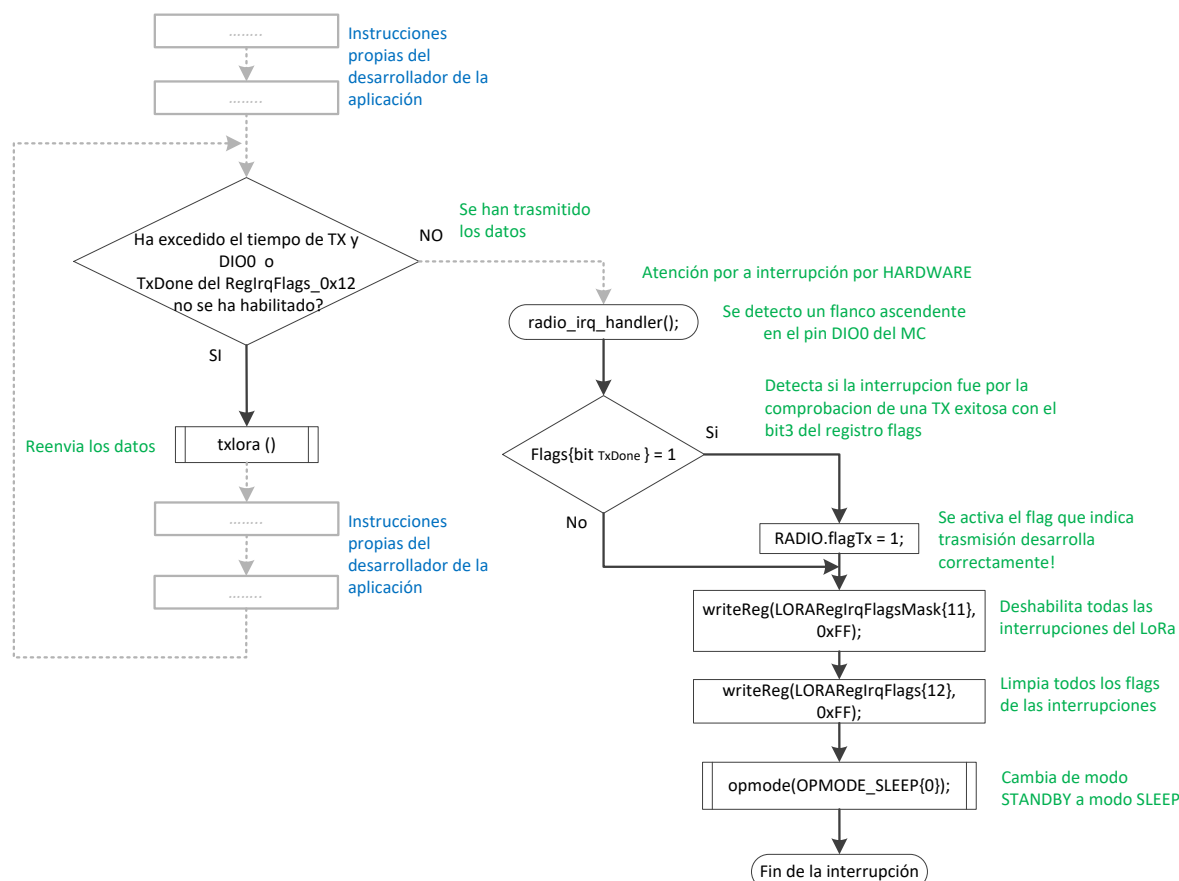 ........
Instrucciones
propias del
desarrollador de la
aplicación
........
Ha excedido el tiempo de TX y
DIO0 o
TxDone del RegIrqFlags_0x12
no se ha habilitado?
NO
Se han trasmitido
los datos
SI
Reenvia los datos
txlora ()
........
Instrucciones
propias del
desarrollador de la
aplicación
........
Atención por a interrupción por HARDWARE
radio_irq_handler();
Se detecto un flanco ascendente
en el pin DIO0 del MC
Detecta si la interrupcion fue por la
comprobacion de una TX exitosa con el
bit3 del registro flags
Flags{bit TxDone } = 1
Si
No
RADIO.flagTx = 1;
Se activa el flag que indica
trasmisión desarrolla
correctamente!
writeReg(LORARegIrqFlagsMask{11},
0xFF);
Deshabilita todas las
interrupciones del LoRa
writeReg(LORARegIrqFlags{12},
0xFF);
Limpia todos los flags
de las interrupciones
opmode(OPMODE_SLEEP{0});
Cambia de modo
STANDBY a modo SLEEP
Fin de la interrupción